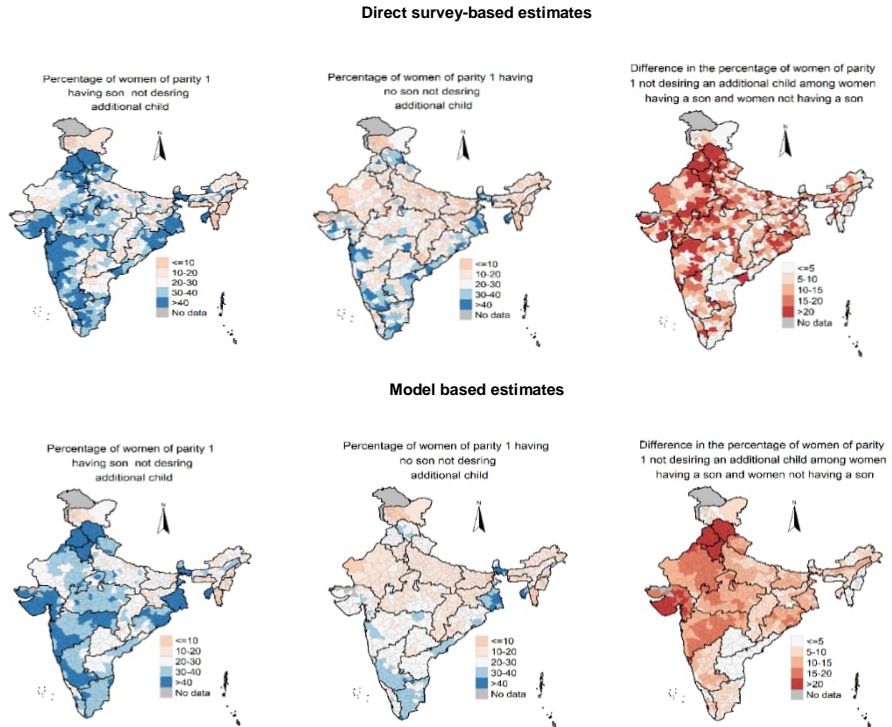 Direct survey-based estimates
Percentage of women of parity 1
having son not desring
additional child
N
<=10
10-20
20-30
30-40
>40
No data
Percentage of women of parity 1 having
no son not desring
additional child
N
<=10
10-20
20-30
30-40
>40
No data
Difference in the percentage of women of parity
1 not desiring an additional child among women
having a son and women not having a son
N
<=5
5-10
10-15
15-20
>20
No data
Model based estimates
Percentage of women of parity 1
having son not desring
additional child
N
<=10
10-20
20-30
30-40
>40
No data
Percentage of women of parity 1 having
no son not desring
additional child
N
<=10
10-20
20-30
30-40
>40
No data
Difference in the percentage of women of parity
1 not desiring an additional child among women
having a son and women not having a son
N
<=5
5-10
10-15
15-20
>20
No data